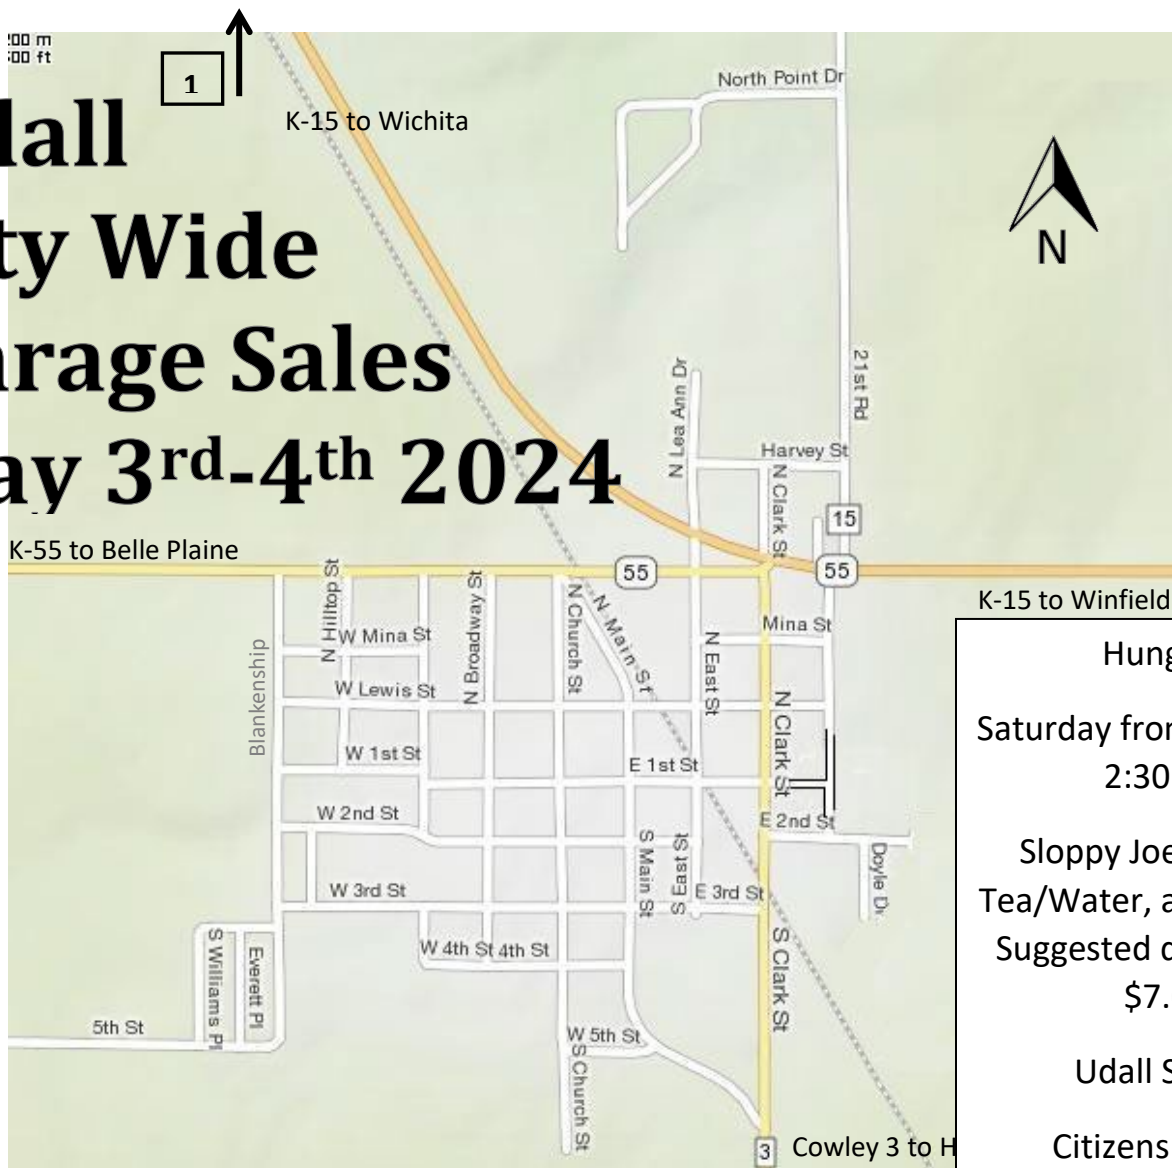 200 m
500 ft
1
K-15 to Wichita
dall
ty Wide
arage Sales
ay 3rd-4th 2024
North Point Dr
N
21st Rd
N Lea Ann Dr
Harvey St
N Clark St
15
K-55 to Belle Plaine
55
55
K-15 to Winfield
N Hilltop St
W Mina St
N Broadway St
N Church St
N Main St
Mina St
N East St
Blankenship
W Lewis St
N Clark St
W 1st St
E 1st St
W 2nd St
E 2nd St
S Main St
S East St
Doyle Dr
W 3rd St
E 3rd St
W 4th St
4th St
S Williams Pl
Everett Pl
S Clark St
5th St
W 5th St
S Church St
3
Cowley 3 to H
Hung
Saturday from
2:30
Sloppy Joe
Tea/Water, a
Suggested d
$7.
Udall S
Citizens